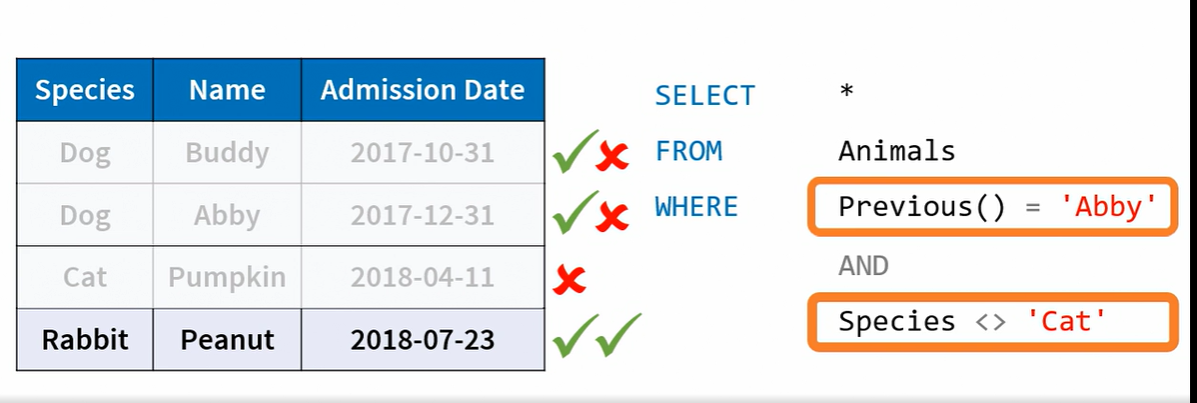 Species Name Admission Date
Dog Buddy 2017-10-31
Dog Abby 2017-12-31
Cat Pumpkin 2018-04-11
Rabbit Peanut 2018-07-23
SELECT *
FROM Animals
WHERE Previous() = 'Abby'
AND
Species <> 'Cat'